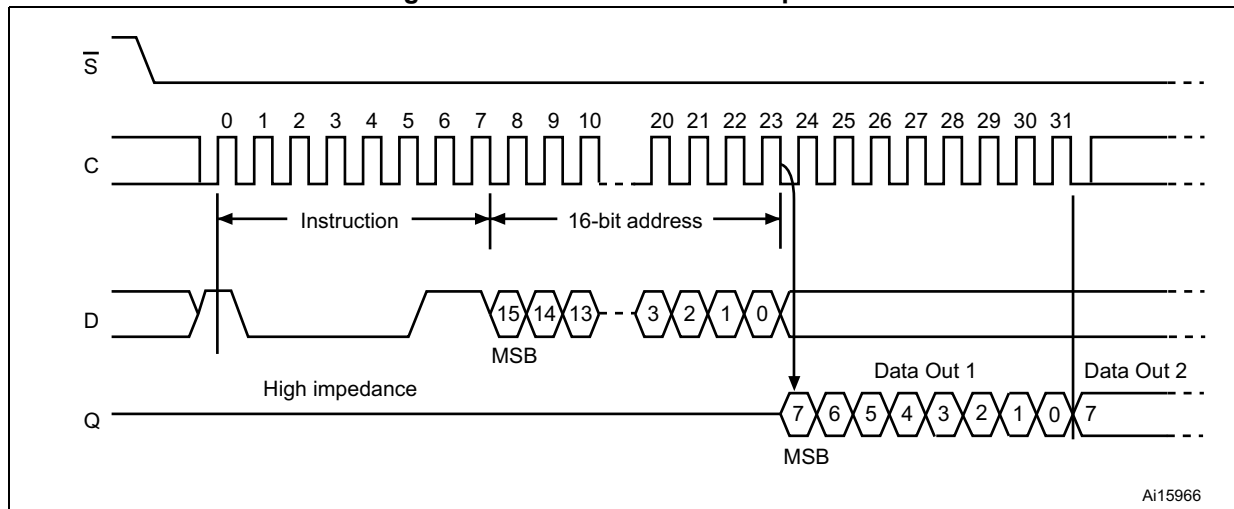 S
0 1 2 3 4 5 6 7 8 9 10 20 21 22 23 24 25 26 27 28 29 30 31
C
Instruction 16-bit address
D 15 14 13 3 2 1 0
MSB
High impedance Data Out 1 Data Out 2
Q 7 6 5 4 3 2 1 0 7
MSB
Ai15966